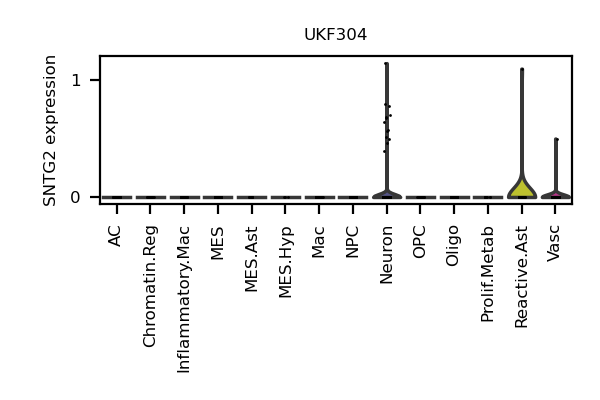 UKF304
SNTG2 expression
1
0
AC
Chromatin.Reg
Inflammatory.Mac
MES
MES.Ast
MES.Hyp
Mac
NPC
Neuron
OPC
Oligo
Prolif.Metab
Reactive.Ast
Vasc